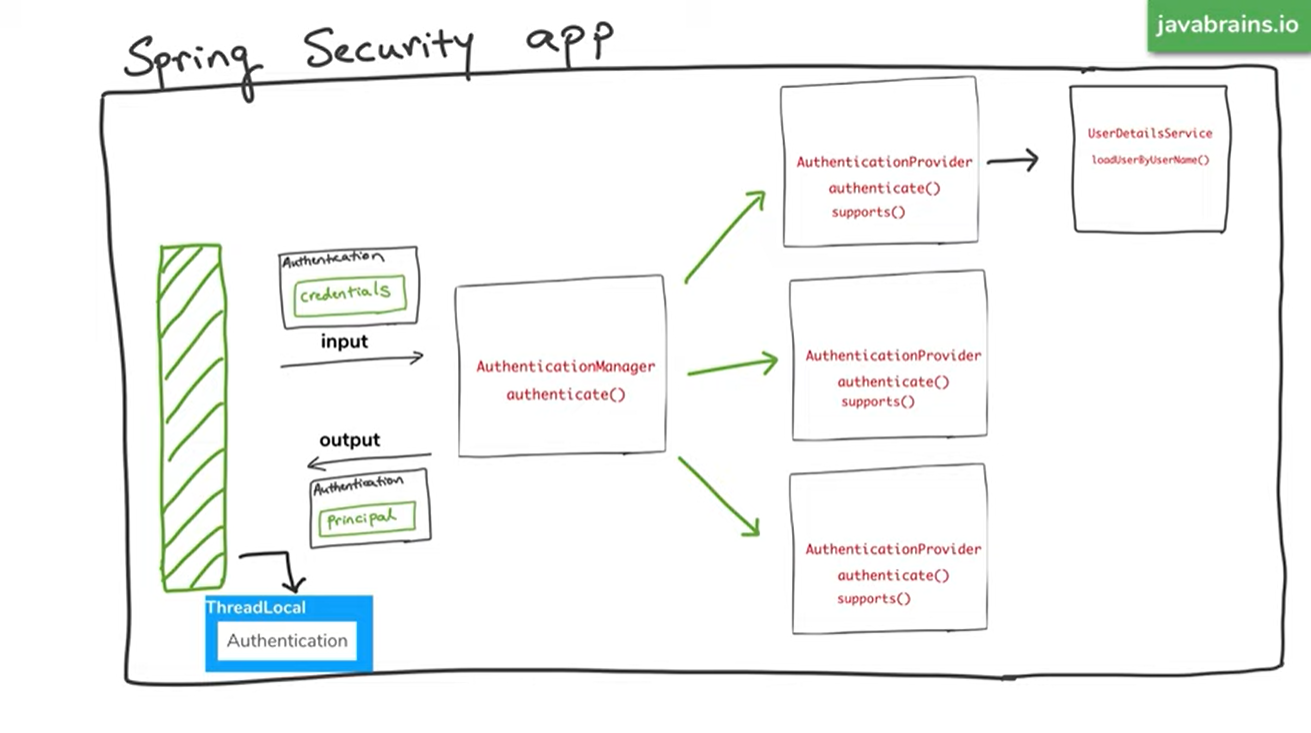 Spring Security app
javabrains.io
AuthenticationProvider
authenticate()
supports()
UserDetailsService
loadUserByUserName()
Authentication
credentials
input
AuthenticationManager
authenticate()
output
Authentication
Principal
AuthenticationProvider
authenticate()
supports()
AuthenticationProvider
authenticate()
supports()
ThreadLocal
Authentication